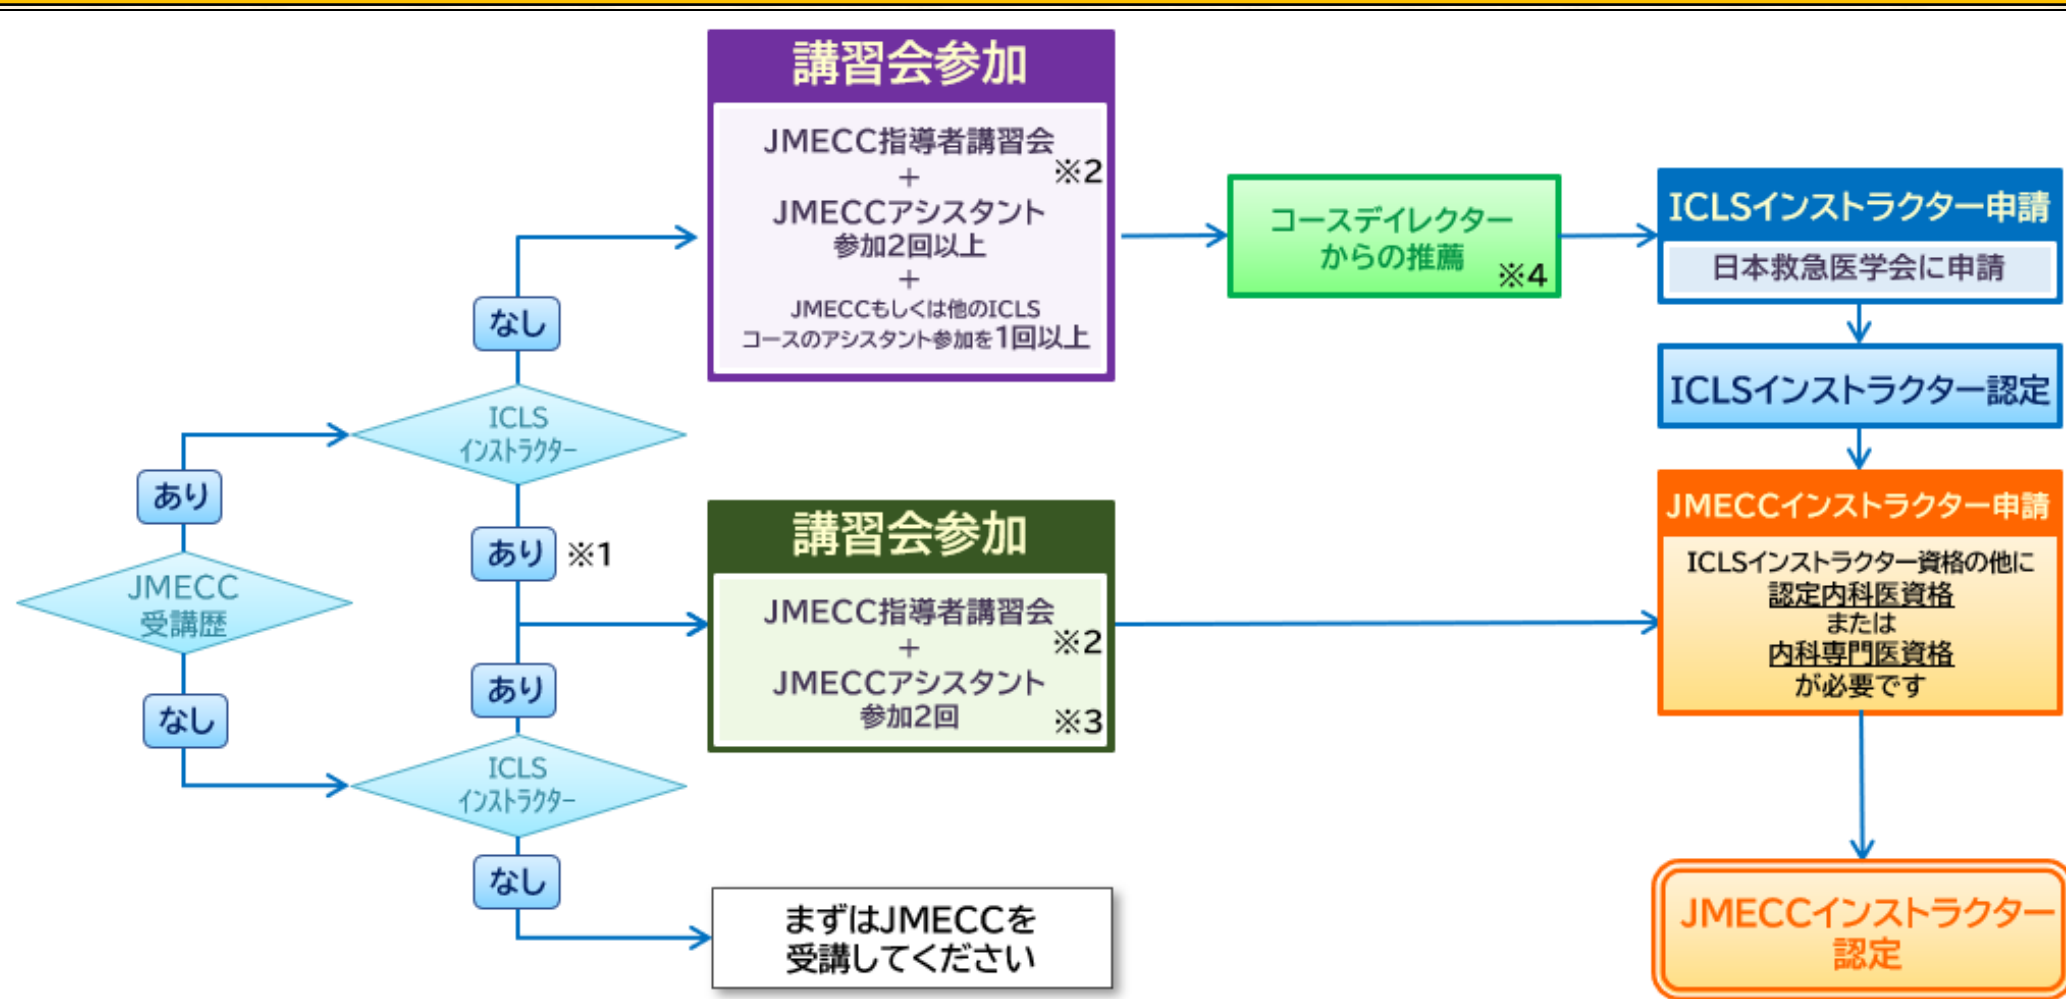 講習会参加
JMECC指導者講習会
※2
+
JMECCアシスタント
参加2回以上
+
JMECCもしくは他のICLS
コースのアシスタント参加を1回以上
コースデイレクター
からの推薦
※4
ICLSインストラクター申請
日本救急医学会に申請
ICLSインストラクター認定
なし
ICLS
インストラクター
あり
JMECC
受講歴
なし
あり ※1
講習会参加
JMECC指導者講習会
※2
+
JMECCアシスタント
参加2回
※3
JMECCインストラクター申請
ICLSインストラクター資格の他に
認定内科医資格
または
内科専門医資格
が必要です
あり
ICLS
インストラクター
なし
まずはJMECCを
受講してください
JMECCインストラクター
認定